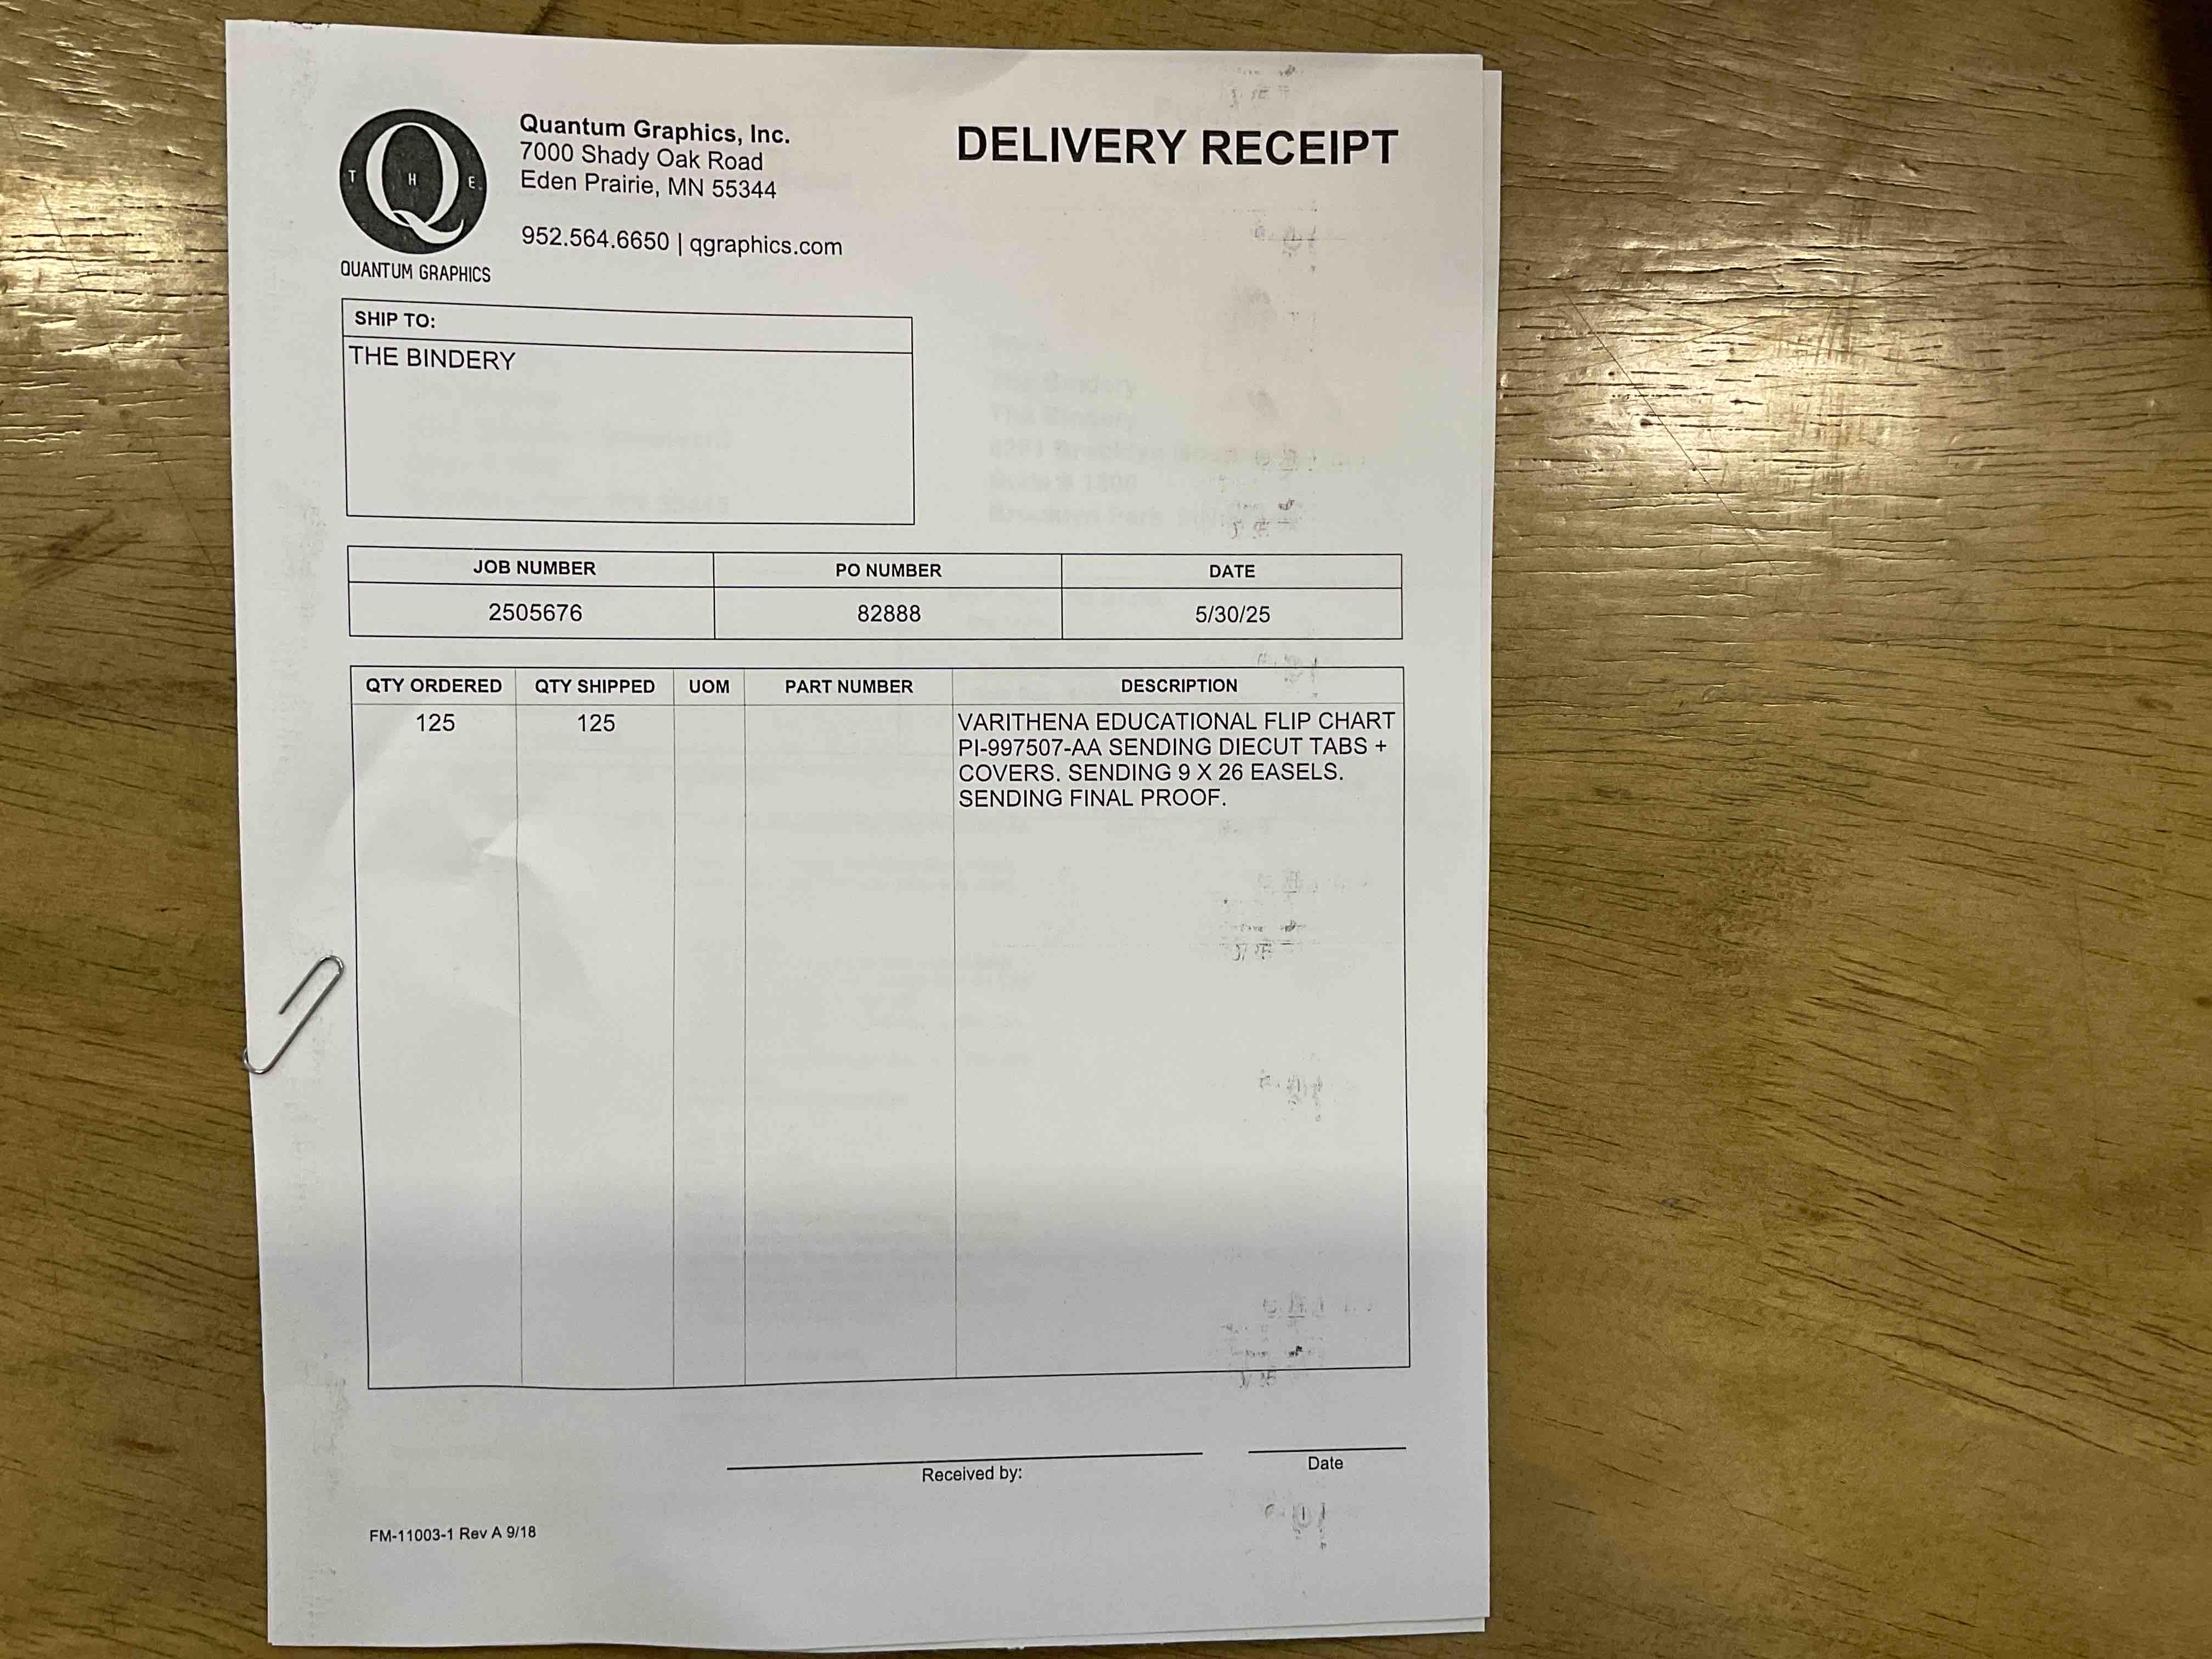 T H E
QUANTUM GRAPHICS
Quantum Graphics, Inc.
7000 Shady Oak Road
Eden Prairie, MN 55344
952.564.6650 | qgraphics.com
DELIVERY RECEIPT
SHIP TO:
THE BINDERY
JOB NUMBER PO NUMBER DATE
2505676 82888 5/30/25
QTY ORDERED QTY SHIPPED UOM PART NUMBER DESCRIPTION
125 125 VARITHENA EDUCATIONAL FLIP CHART
PI-997507-AA SENDING DIECUT TABS +
COVERS. SENDING 9 X 26 EASELS.
SENDING FINAL PROOF.
Received by: Date
FM-11003-1 Rev A 9/18